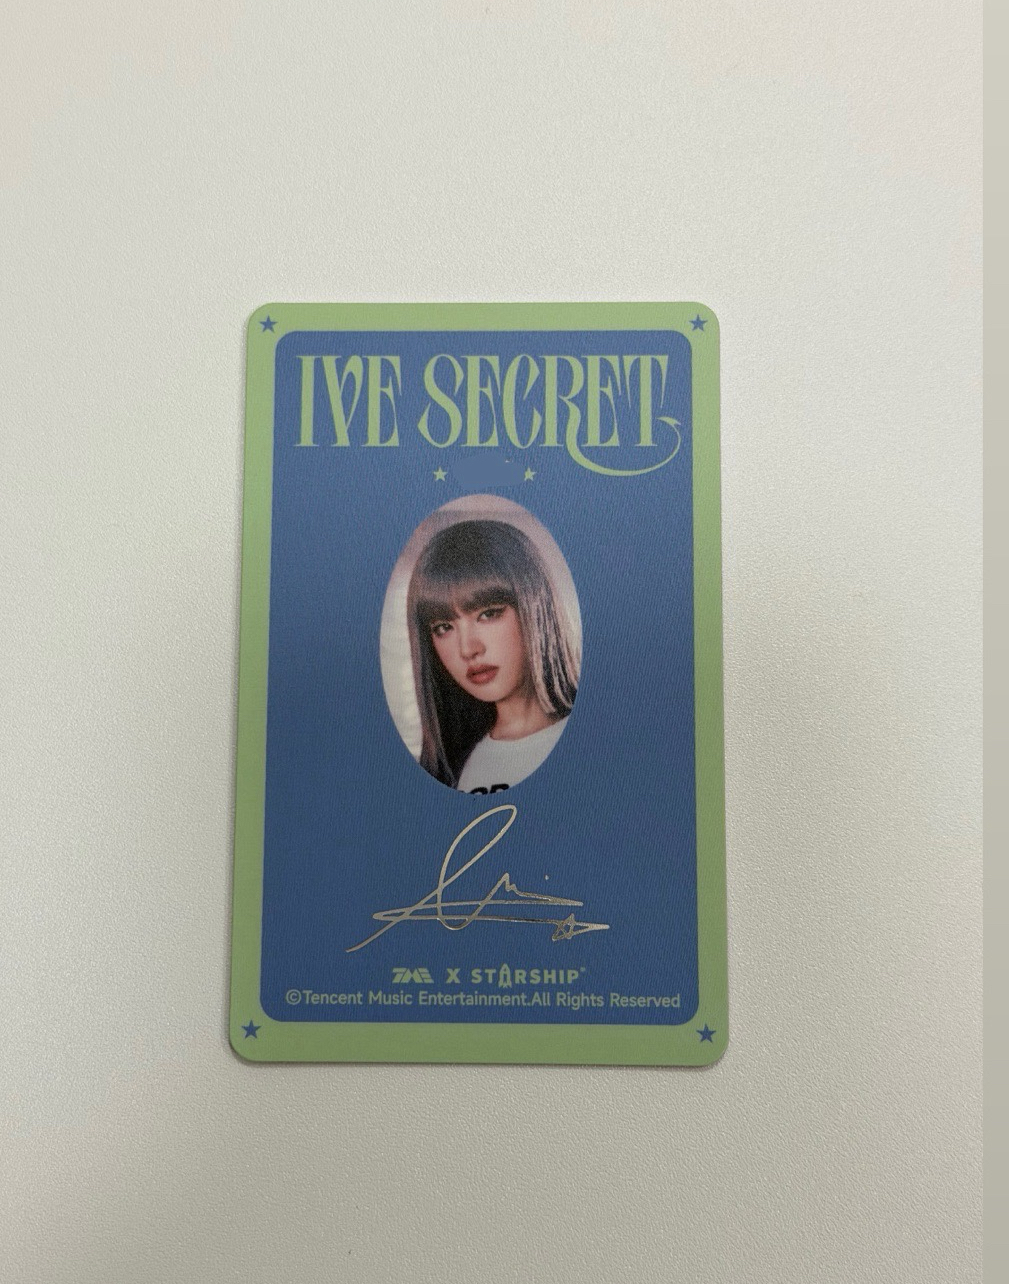 IVE SECRET
TME X STARSHIP
©Tencent Music Entertainment.All Rights Reserved